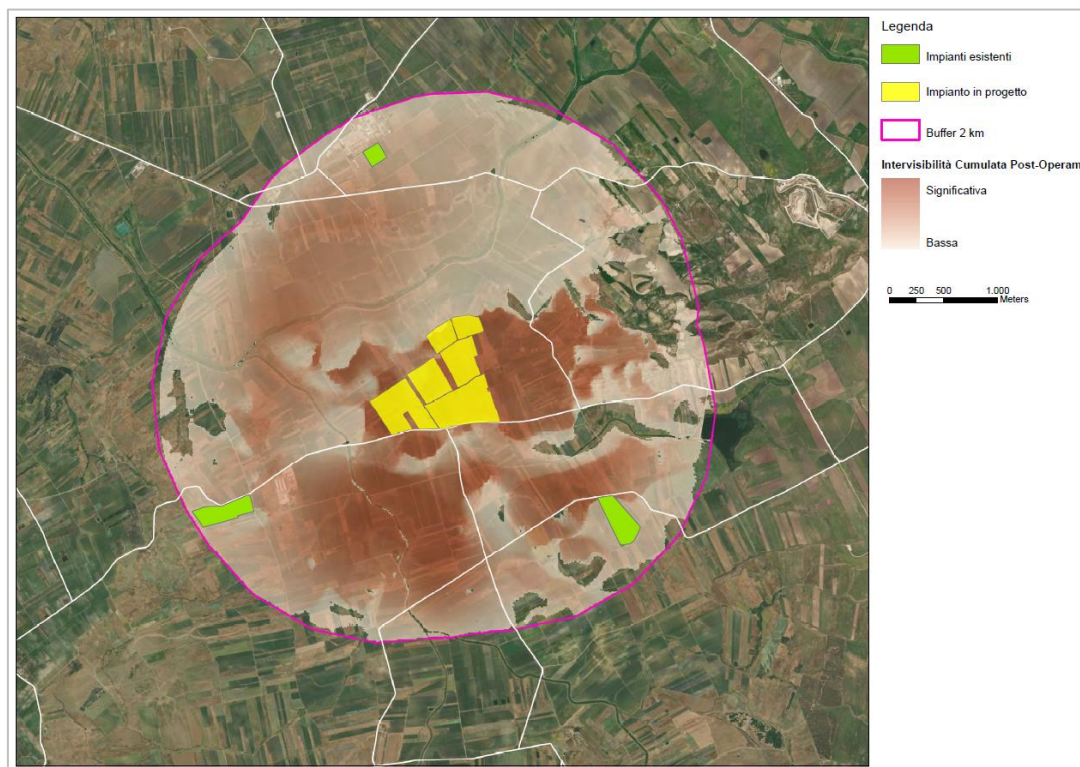 Legenda
Impianti esistenti
Impianto in progetto
Buffer 2 km
Intervisibilità Cumulata Post-Operam
Significativa
Bassa
0 250 500 1.000
Meters